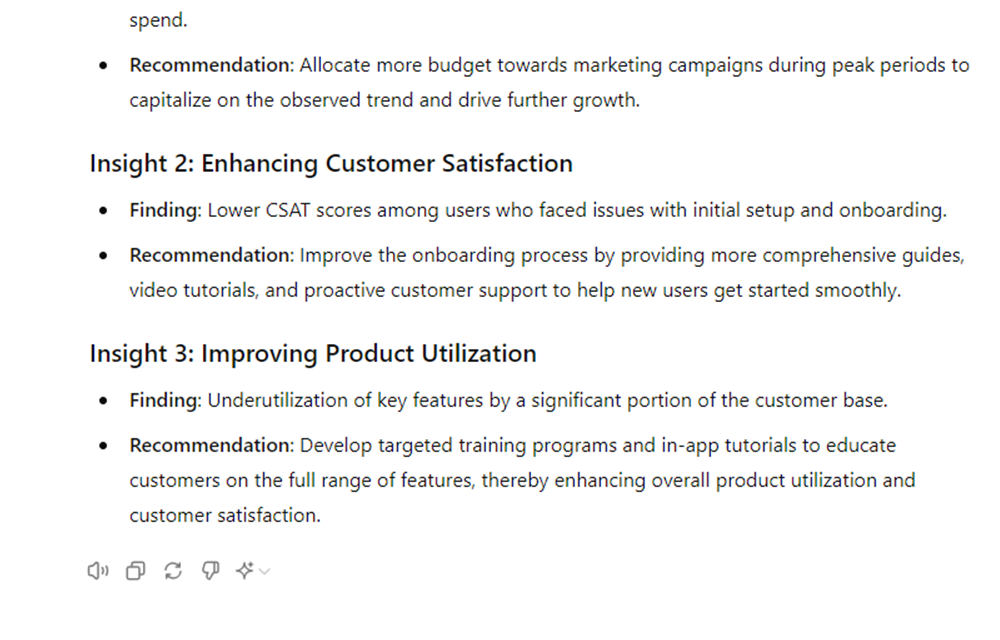 spend.
Recommendation: Allocate more budget towards marketing campaigns during peak periods to
capitalize on the observed trend and drive further growth.
Insight 2: Enhancing Customer Satisfaction
Finding: Lower CSAT scores among users who faced issues with initial setup and onboarding.
Recommendation: Improve the onboarding process by providing more comprehensive guides,
video tutorials, and proactive customer support to help new users get started smoothly.
Insight 3: Improving Product Utilization
Finding: Underutilization of key features by a significant portion of the customer base.
Recommendation: Develop targeted training programs and in-app tutorials to educate
customers on the full range of features, thereby enhancing overall product utilization and
customer satisfaction.